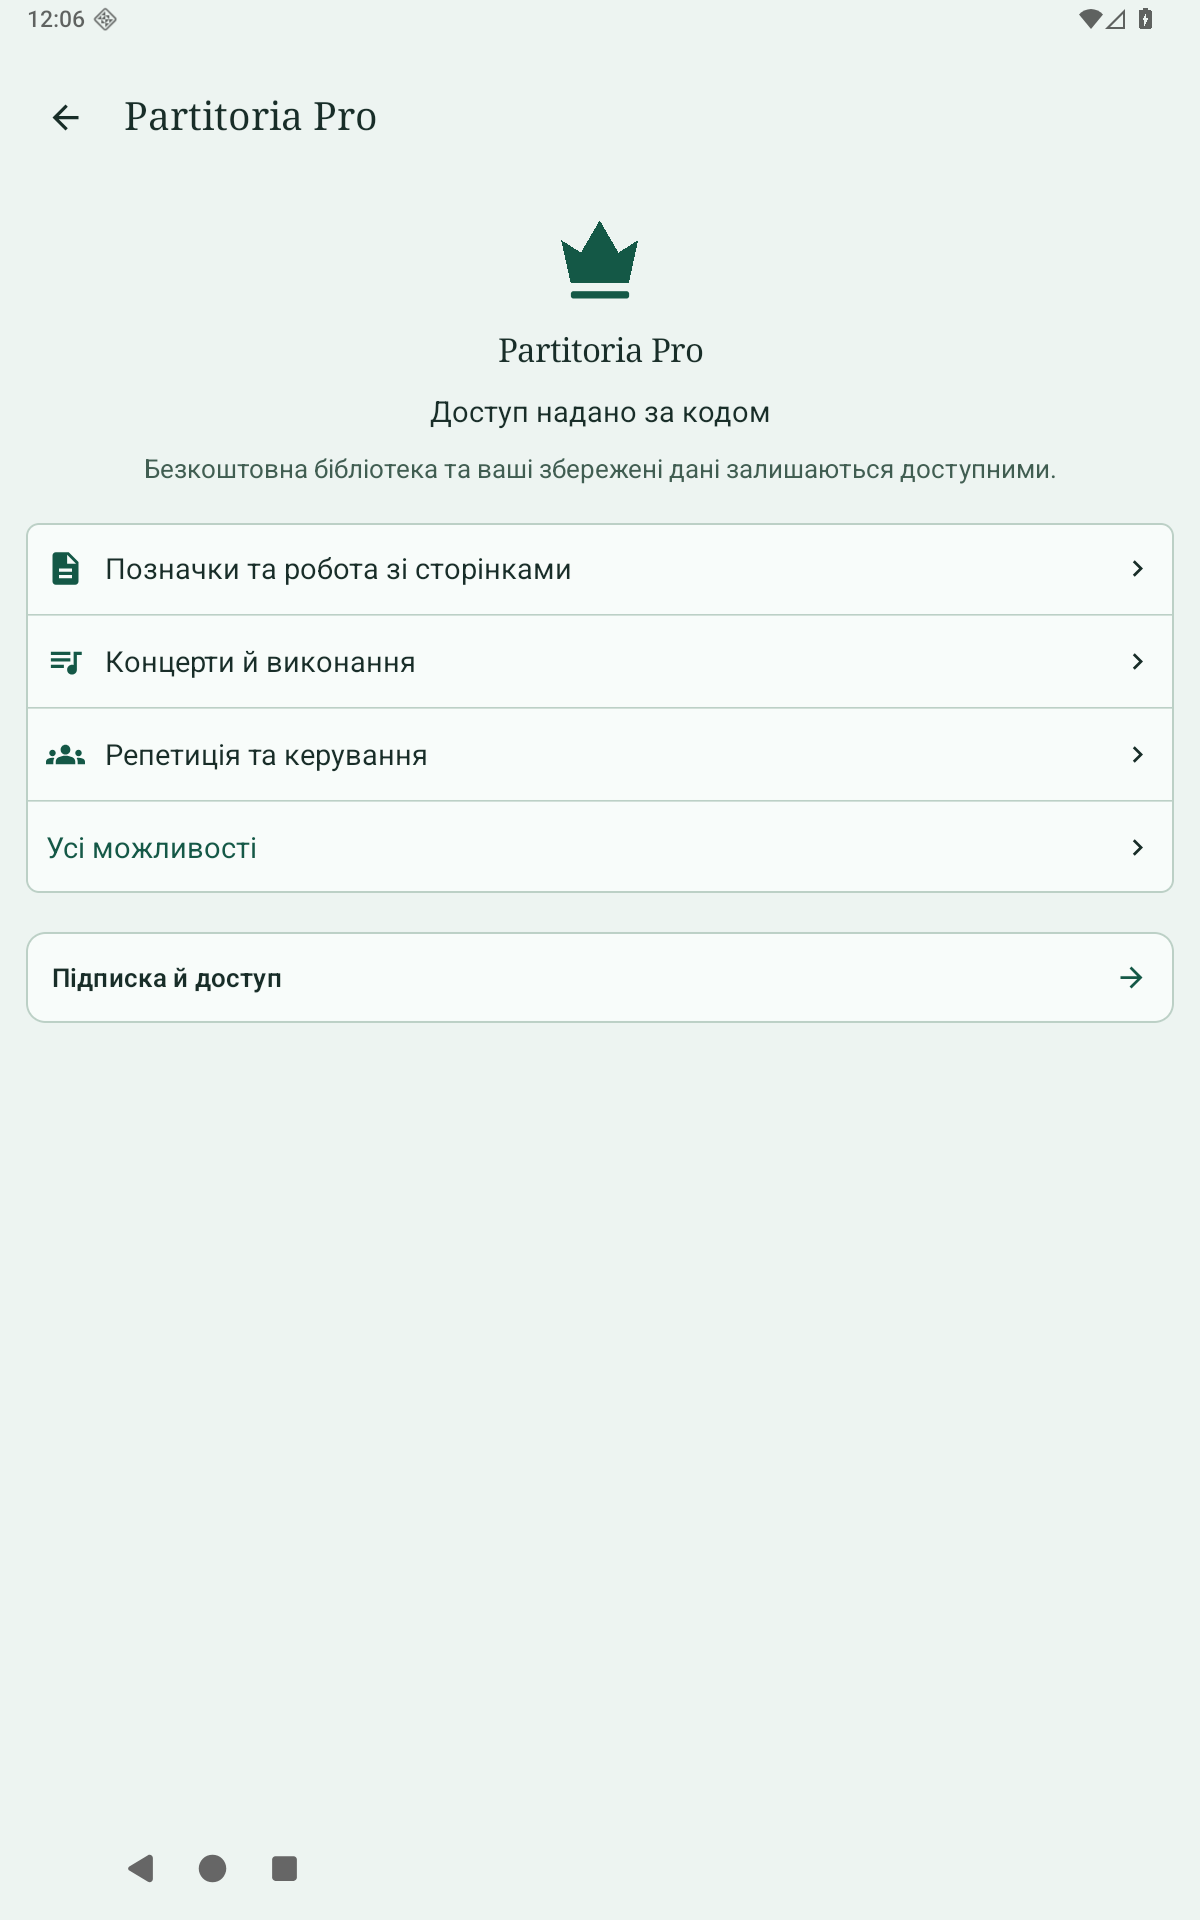 12:06
Partitoria Pro
Partitoria Pro
Доступ надано за кодом
Безкоштовна бібліотека та ваші збережені дані залишаються доступними.
Позначки та робота зі сторінками
Концерти й виконання
Репетиція та керування
Усі можливості
Підписка й доступ